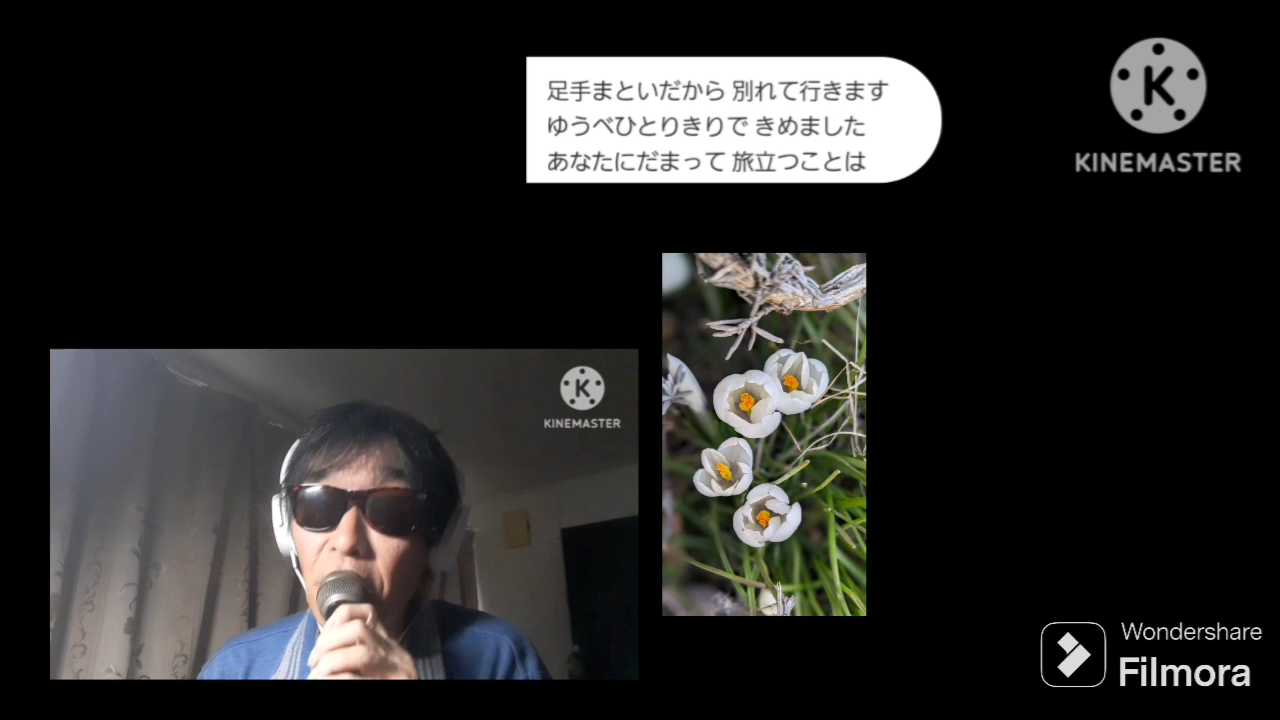 足手まといだから 別れて行きます
ゆうべひとりきりで きめました
あなたにだまって 旅立つことは
K
KINEMASTER
K
KINEMASTER
Wondershare
Filmora